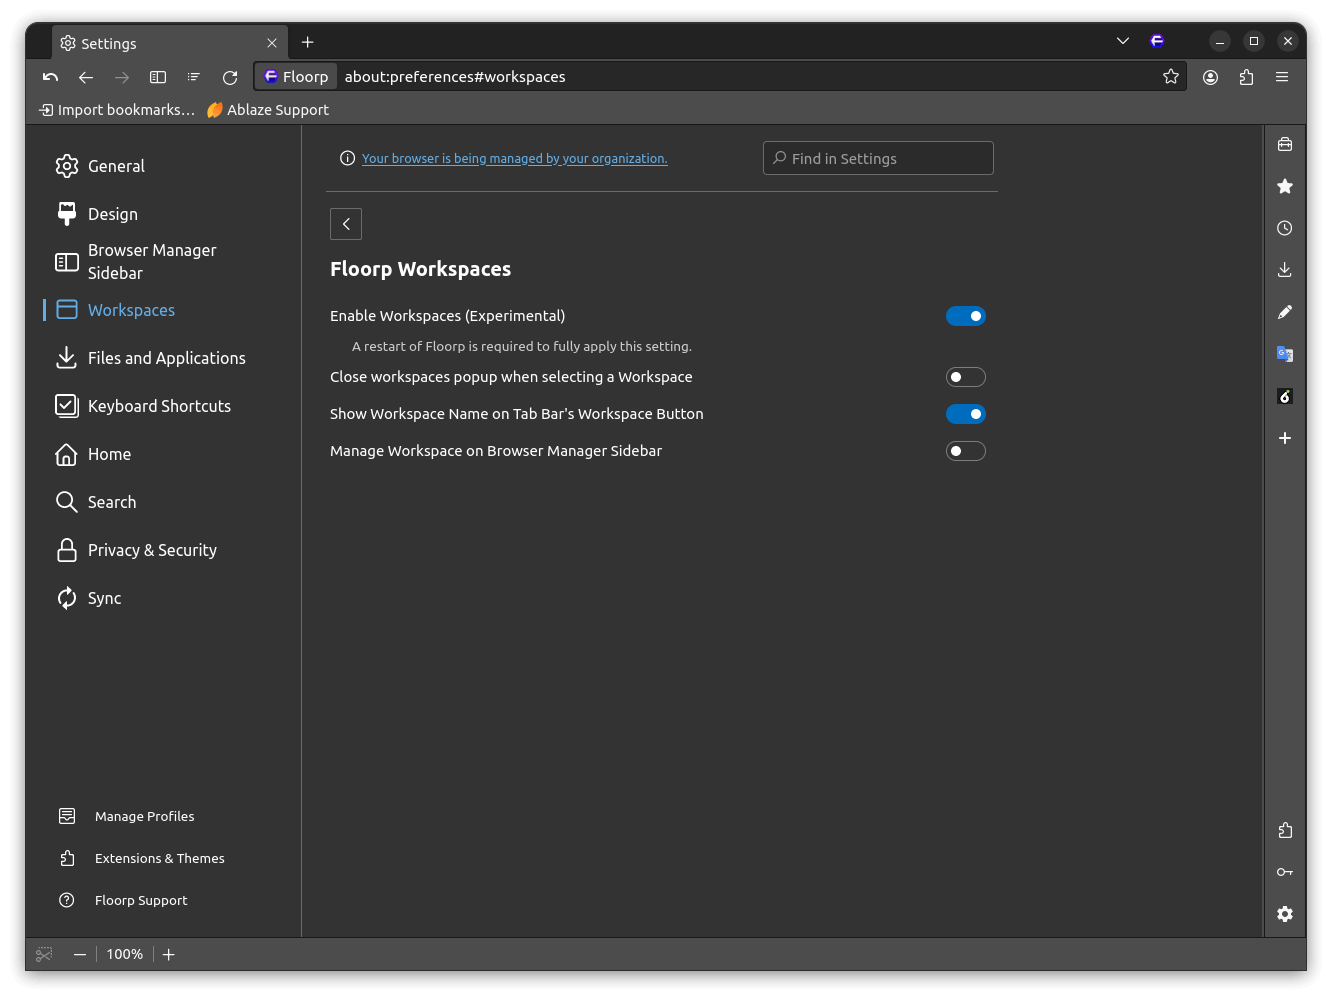 Settings
Floorp
about:preferences#workspaces
Import bookmarks…
Ablaze Support
General
Design
Browser Manager
Sidebar
Workspaces
Files and Applications
Keyboard Shortcuts
Home
Search
Privacy & Security
Sync
Manage Profiles
Extensions & Themes
Floorp Support
Your browser is being managed by your organization.
Find in Settings
Floorp Workspaces
Enable Workspaces (Experimental)
A restart of Floorp is required to fully apply this setting.
Close workspaces popup when selecting a Workspace
Show Workspace Name on Tab Bar's Workspace Button
Manage Workspace on Browser Manager Sidebar
100%